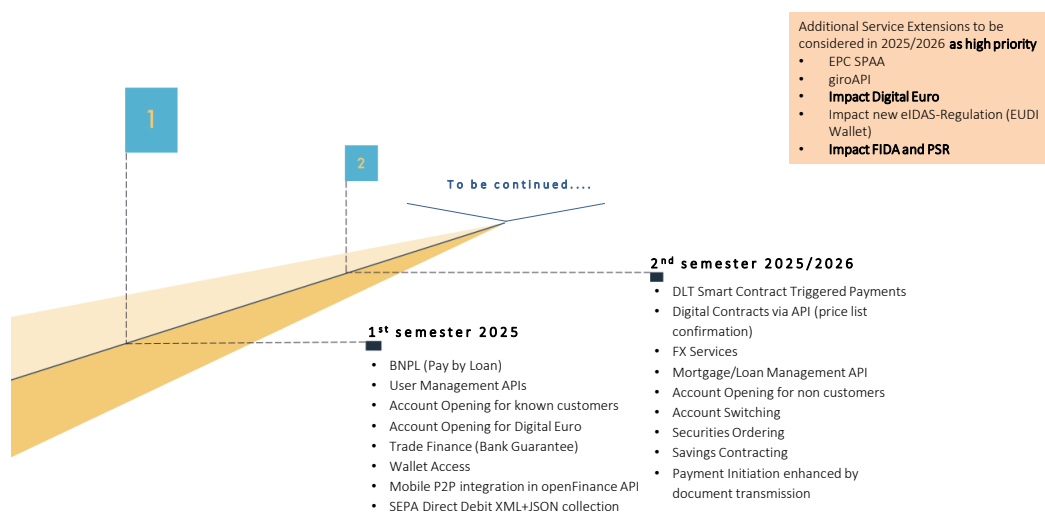 Additional Service Extensions to be
considered in 2025/2026 as high priority
• EPC SPAA
• giroAPI
• Impact Digital Euro
• Impact new eIDAS-Regulation (EUDI
Wallet)
• Impact FIDA and PSR
1
2
To be continued....
2nd semester 2025/2026
• DLT Smart Contract Triggered Payments
• Digital Contracts via API (price list
confirmation)
• FX Services
• Mortgage/Loan Management API
• Account Opening for non customers
• Account Switching
• Securities Ordering
• Savings Contracting
• Payment Initiation enhanced by
document transmission
1st semester 2025
• BNPL (Pay by Loan)
• User Management APIs
• Account Opening for known customers
• Account Opening for Digital Euro
• Trade Finance (Bank Guarantee)
• Wallet Access
• Mobile P2P integration in openFinance API
• SEPA Direct Debit XML+JSON collection